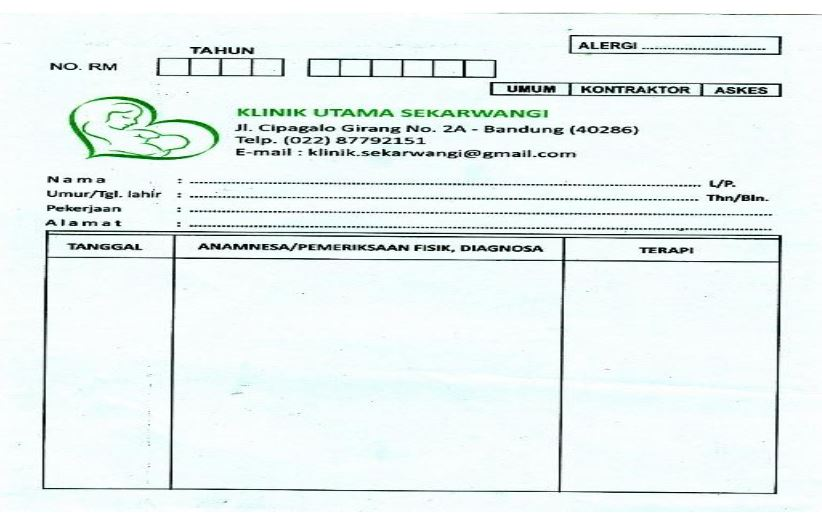 TAHUN
ALERGI ................................
NO. RM
UMUM KONTRAKTOR ASKES
KLINIK UTAMA SEKARWANGI
Jl. Cipagalo Girang No. 2A - Bandung (40286)
Telp. (022) 87792151
E-mail : klinik.sekarwangi@gmail.com
Nama : ................................ L/P.
Umur/Tgl. lahir : ................................ Thn/Bln.
Pekerjaan : ................................
Alamat : ................................
TANGGAL ANAMNESA/PEMERIKSAAN FISIK, DIAGNOSA TERAPI